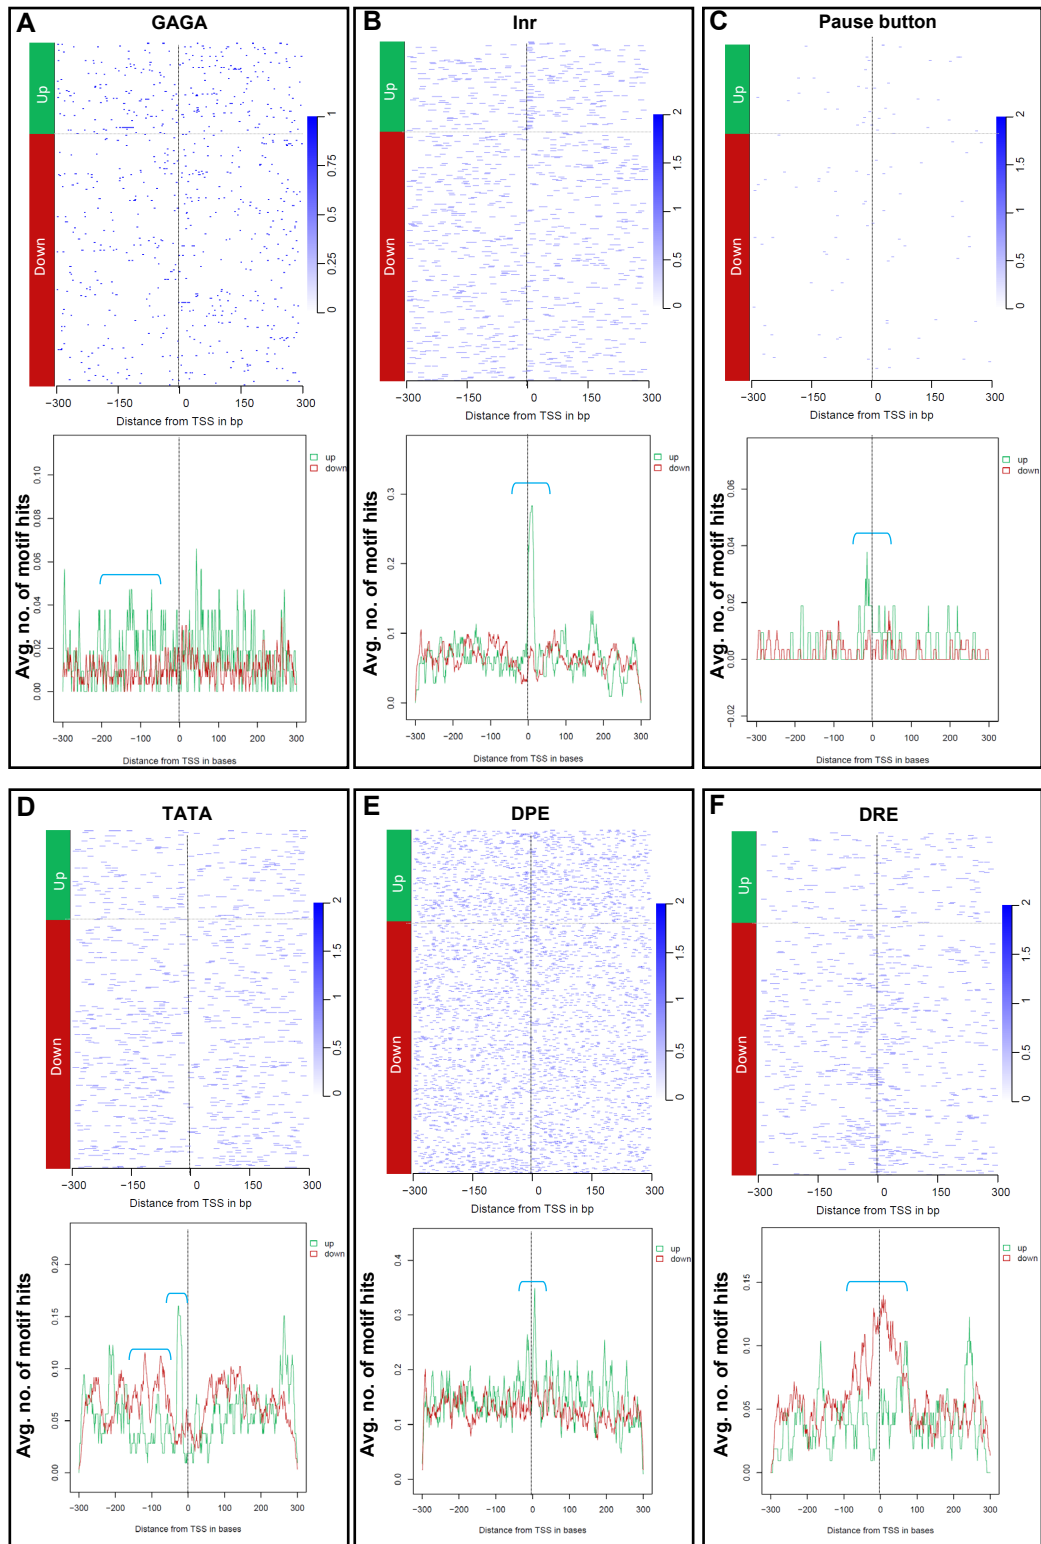 A
GAGA
Up
Down
0
0.25
0.75
1
−300
−150
0
150
300
Distance from TSS in bp
Avg. no. of motif hits
0.00
0.02
0.04
0.06
0.08
0.10
up
down
−300
−200
−100
0
100
200
300
Distance from TSS in bases
B
Inr
0
0.5
1
1.5
2
−300
−150
0
150
300
Distance from TSS in bp
Avg. no. of motif hits
0.0
0.1
0.2
0.3
up
down
−300
−200
−100
0
100
200
300
Distance from TSS in bases
Up
Down
C
Pause button
Up
Down
0
0.5
1
1.5
2
−300
−150
0
150
300
Distance from TSS in bp
Avg. no. of motif hits
−0.02
0.00
0.02
0.04
0.06
up
down
−300
−200
−100
0
100
200
300
Distance from TSS in bases
D
TATA
Up
Down
0
0.5
1
1.5
2
−300
−150
0
150
300
Distance from TSS in bp
Avg. no. of motif hits
0.00
0.05
0.10
0.15
0.20
up
down
−300
−200
−100
0
100
200
300
Distance from TSS in bases
E
DPE
Up
Down
0
0.5
1
1.5
2
−300
−150
0
150
300
Distance from TSS in bp
Avg. no. of motif hits
0.0
0.1
0.2
0.3
0.4
up
down
−300
−200
−100
0
100
200
300
Distance from TSS in bases
F
DRE
Up
Down
0
0.5
1
1.5
2
−300
−150
0
150
300
Distance from TSS in bp
Avg. no. of motif hits
0.00
0.05
0.10
0.15
up
down
−300
−200
−100
0
100
200
300
Distance from TSS in bases